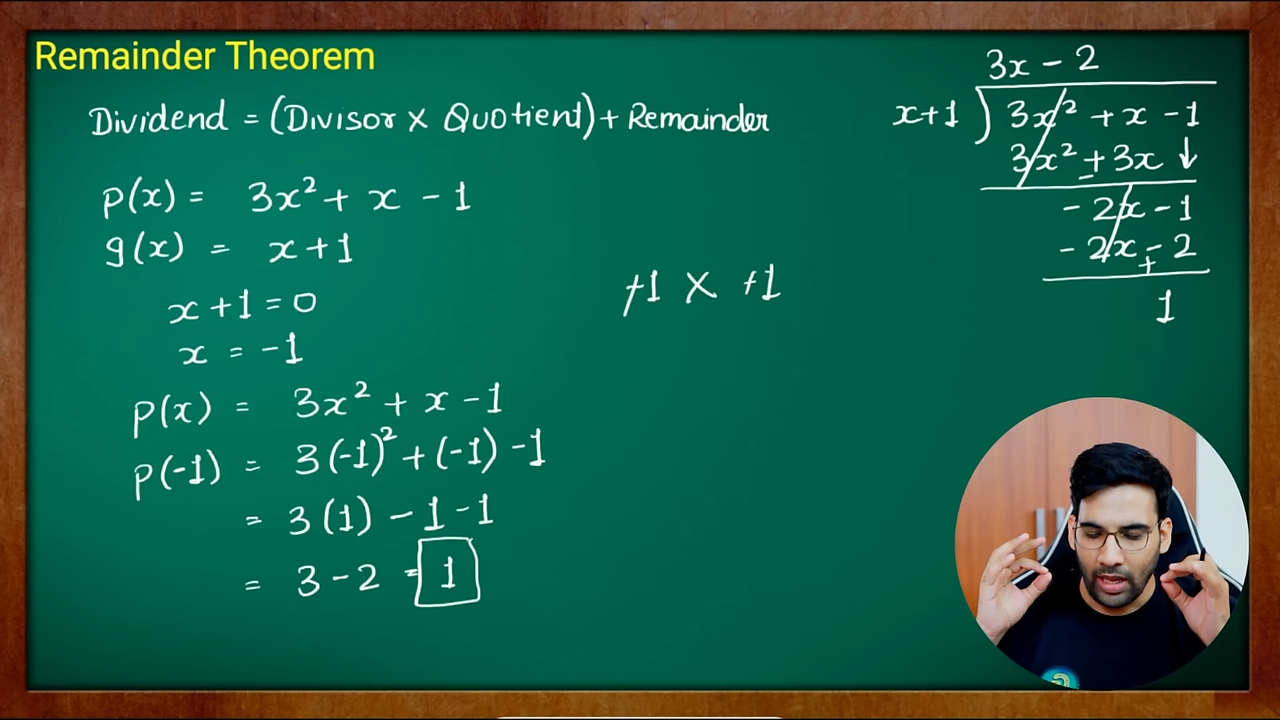 Remainder Theorem
Dividend = (Divisor × Quotient) + Remainder
p(x) = 3x² + x - 1
g(x) = x + 1
x + 1 = 0
x = -1
p(x) = 3x² + x - 1
p(-1) = 3(-1)² + (-1) - 1
= 3(1) - 1 - 1
= 3 - 2 = 1
+1 × +1
3x - 2
x+1 ) 3x² + x - 1
3x² + 3x ↓
-
- 2x - 1
- 2x - 2
+
1